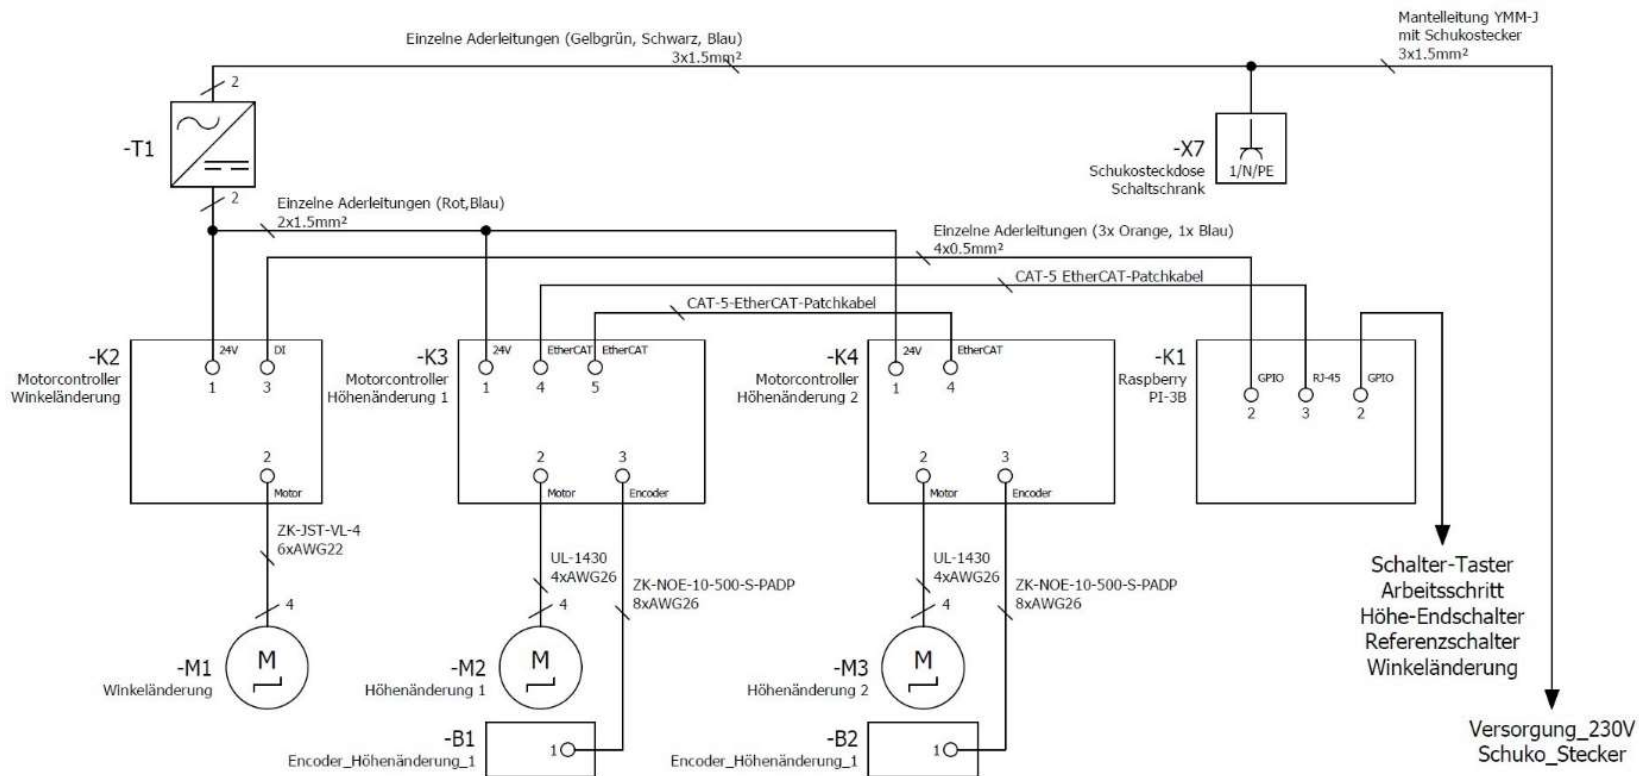 Mantelleitung YMM-J
mit Schukostecker
3x1.5mm²
Einzelne Aderleitungen (Gelbgrün, Schwarz, Blau)
3x1.5mm²
2
-T1
2
-X7
Schukosteckdose
Schaltschrank
1/N/PE
Einzelne Aderleitungen (Rot,Blau)
2x1.5mm²
Einzelne Aderleitungen (3x Orange, 1x Blau)
4x0.5mm²
CAT-5 EtherCAT-Patchkabel
CAT-5-EtherCAT-Patchkabel
-K2
Motorcontroller
Winkeländerung
24V
1
DI
3
2
Motor
-K3
Motorcontroller
Höhenänderung 1
24V
1
EtherCAT
4
EtherCAT
5
2
Motor
3
Encoder
-K4
Motorcontroller
Höhenänderung 2
24V
1
EtherCAT
4
2
Motor
3
Encoder
-K1
Raspberry
PI-3B
GPIO
2
RJ-45
3
GPIO
2
ZK-JST-VL-4
6xAWG22
4
UL-1430
4xAWG26
4
ZK-NOE-10-500-S-PADP
8xAWG26
UL-1430
4xAWG26
4
ZK-NOE-10-500-S-PADP
8xAWG26
Schalter-Taster
Arbeitsschritt
Höhe-Endschalter
Referenzschalter
Winkeländerung
-M1
Winkeländerung
M
-M2
Höhenänderung 1
M
-M3
Höhenänderung 2
M
-B1
Encoder_Höhenänderung_1
1
-B2
Encoder_Höhenänderung_1
1
Versorgung_230V
Schuko_Stecker